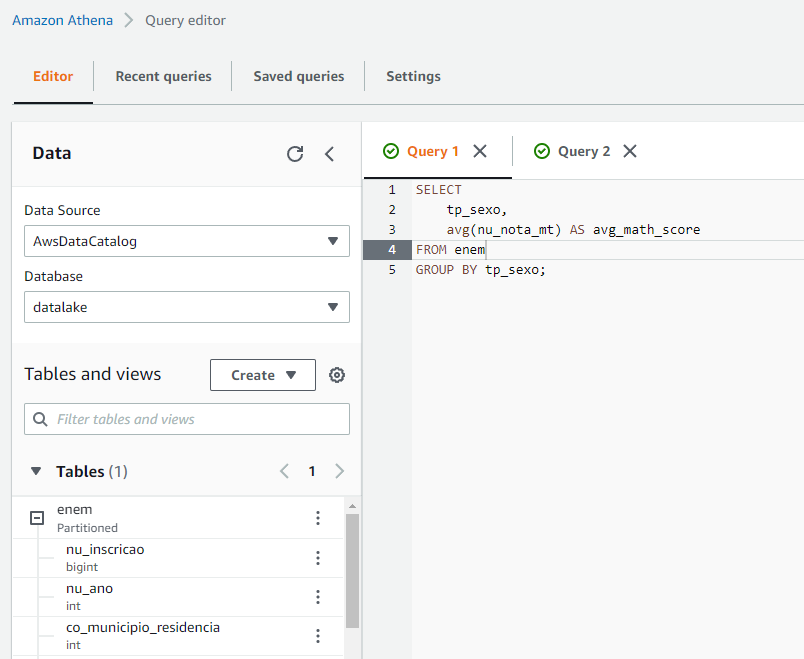 Amazon Athena > Query editor
Editor
Recent queries
Saved queries
Settings
Data
Data Source
AwsDataCatalog
Database
datalake
Tables and views
Create
Filter tables and views
Tables (1)
1
enem
Partitioned
nu_inscricao
bigint
nu_ano
int
co_municipio_residencia
int
Query 1
Query 2
1 SELECT
2 tp_sexo,
3 avg(nu_nota_mt) AS avg_math_score
4 FROM enem
5 GROUP BY tp_sexo;